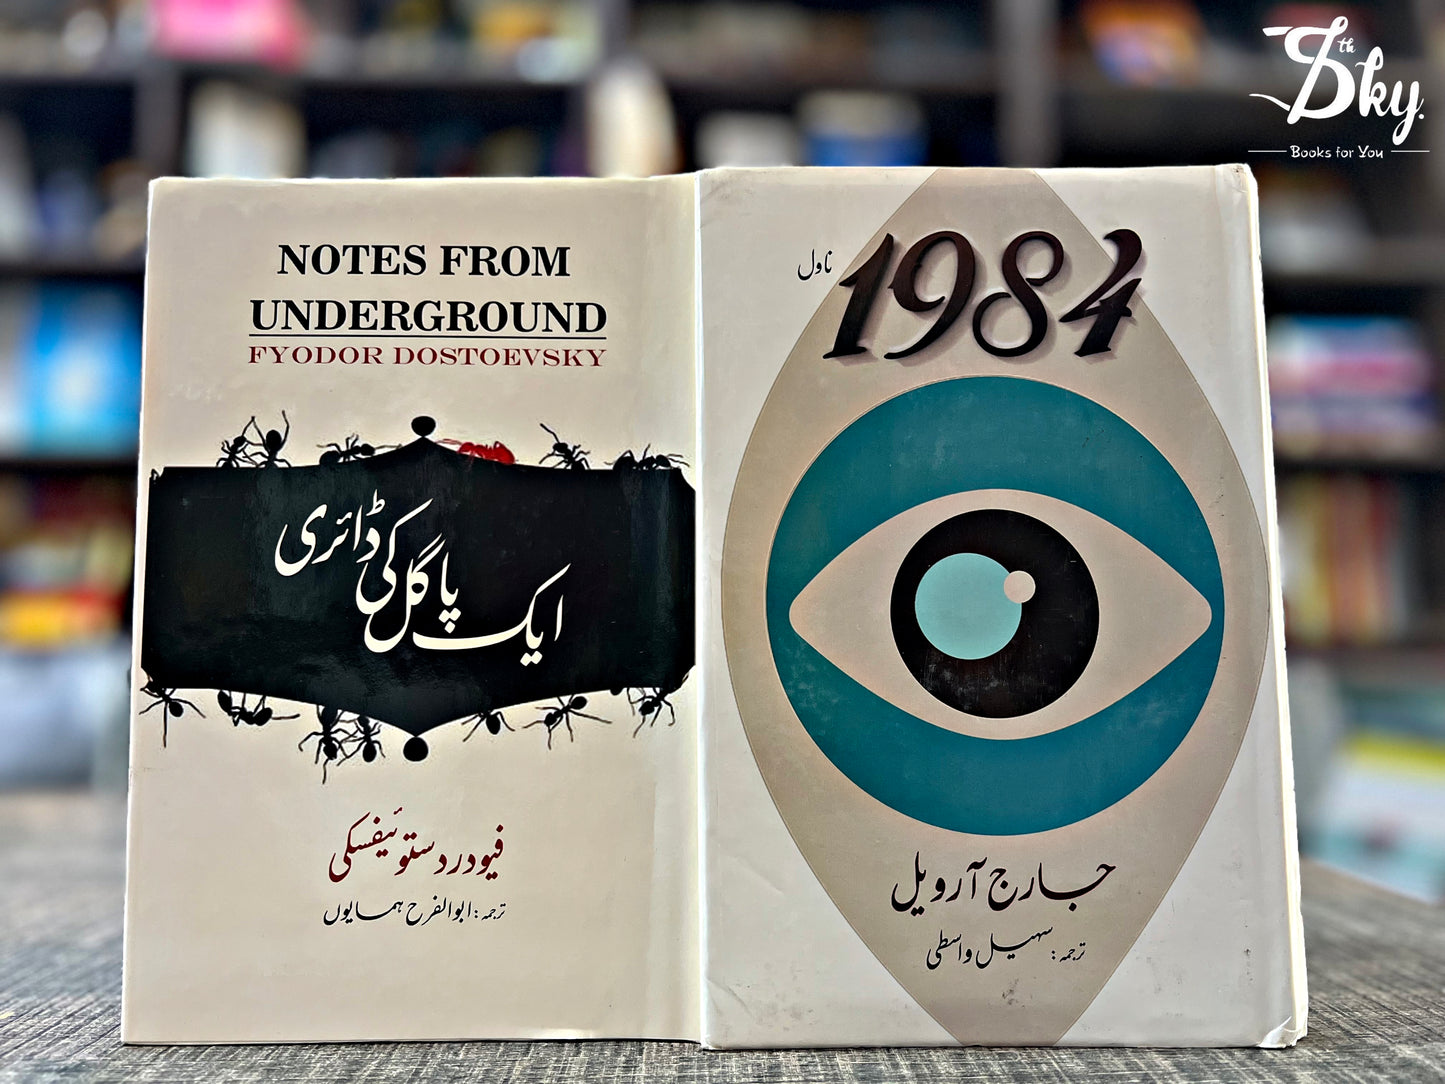 NOTES FROM
UNDERGROUND
FYODOR DOSTOEVSKY
ایک پاگل کی ڈائری
فیودر دستوئیفسکی
ترجمہ: ابوالفرح ہمایوں
ناول
1984
جارج آرویل
ترجمہ: سہیل واسطی
7th Sky.
Books for You